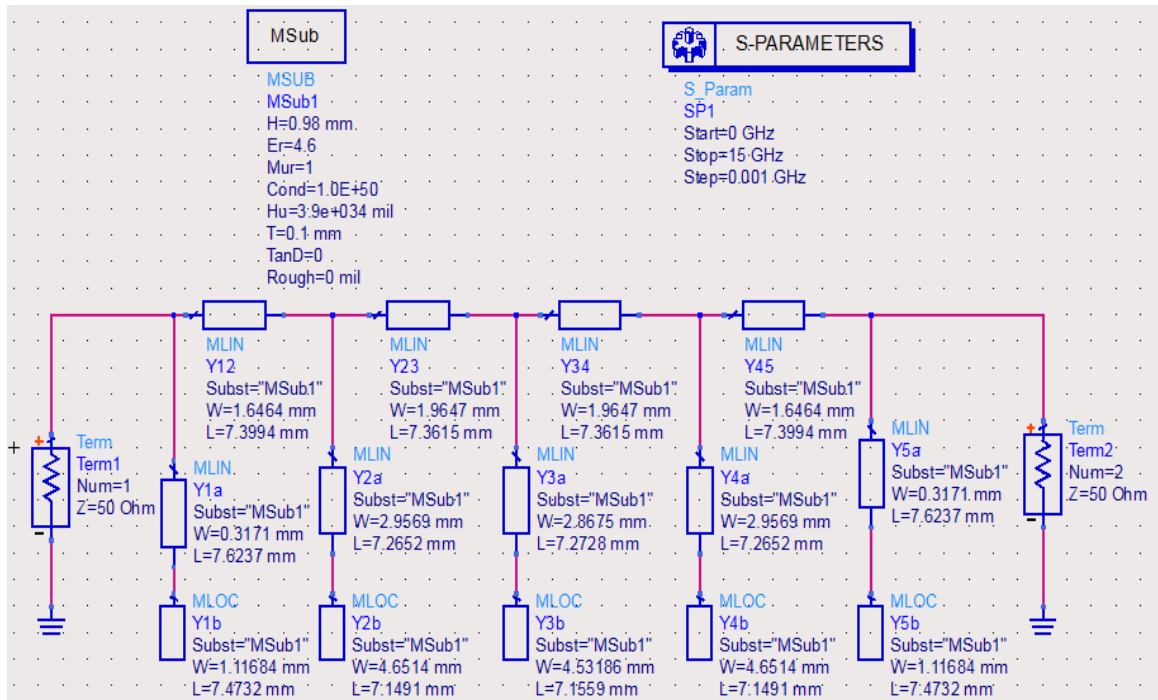 MSub
MSUB
MSub1
H=0.98 mm
Er=4.6
Mur=1
Cond=1.0E+50
Hu=3.9e+034 mil
T=0.1 mm
TanD=0
Rough=0 mil
S-PARAMETERS
S_Param
SP1
Start=0 GHz
Stop=15 GHz
Step=0.001 GHz
MLIN
Y12
Subst="MSub1"
W=1.6464 mm
L=7.3994 mm
MLIN
Y23
Subst="MSub1"
W=1.9647 mm
L=7.3615 mm
MLIN
Y34
Subst="MSub1"
W=1.9647 mm
L=7.3615 mm
MLIN
Y45
Subst="MSub1"
W=1.6464 mm
L=7.3994 mm
Term
Term1
Num=1
Z=50 Ohm
MLIN
Y1a
Subst="MSub1"
W=0.3171 mm
L=7.6237 mm
MLIN
Y2a
Subst="MSub1"
W=2.9569 mm
L=7.2652 mm
MLIN
Y3a
Subst="MSub1"
W=2.8675 mm
L=7.2728 mm
MLIN
Y4a
Subst="MSub1"
W=2.9569 mm
L=7.2652 mm
MLIN
Y5a
Subst="MSub1"
W=0.3171 mm
L=7.6237 mm
Term
Term2
Num=2
Z=50 Ohm
MLOC
Y1b
Subst="MSub1"
W=1.11684 mm
L=7.4732 mm
MLOC
Y2b
Subst="MSub1"
W=4.6514 mm
L=7.1491 mm
MLOC
Y3b
Subst="MSub1"
W=4.53186 mm
L=7.1559 mm
MLOC
Y4b
Subst="MSub1"
W=4.6514 mm
L=7.1491 mm
MLOC
Y5b
Subst="MSub1"
W=1.11684 mm
L=7.4732 mm